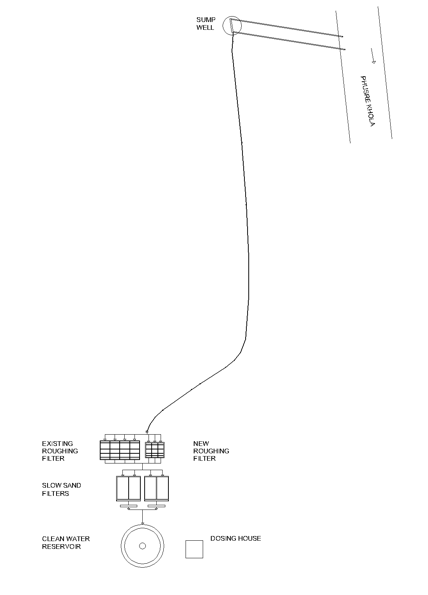 SUMP
WELL
PHUSRE KHOLA
EXISTING
ROUGHING
FILTER
NEW
ROUGHING
FILTER
SLOW SAND
FILTERS
CLEAN WATER
RESERVOIR
DOSING HOUSE